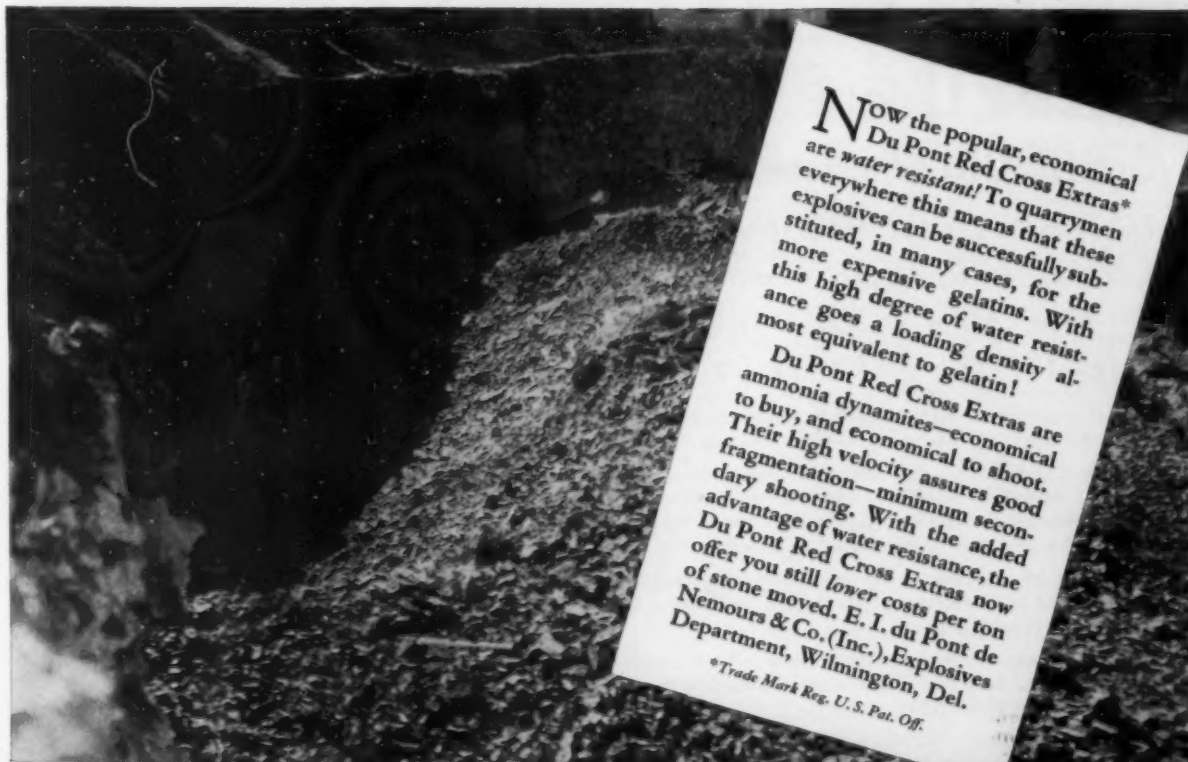 Now the popular, economical
Du Pont Red Cross Extras*
are water resistant! To quarrymen
everywhere this means that these
explosives can be successfully sub-
stituted, in many cases, for the
more expensive gelatins. With
this high degree of water resist-
ance goes a loading density al-
most equivalent to gelatin!
Du Pont Red Cross Extras are
ammonia dynamites—economical
to buy, and economical to shoot.
Their high velocity assures good
fragmentation—minimum secon-
dary shooting. With the added
advantage of water resistance, the
Du Pont Red Cross Extras now
offer you still lower costs per ton
of stone moved. E. I. du Pont de
Nemours & Co. (Inc.), Explosives
Department, Wilmington, Del.
*Trade Mark Reg. U. S. Pat. Off.